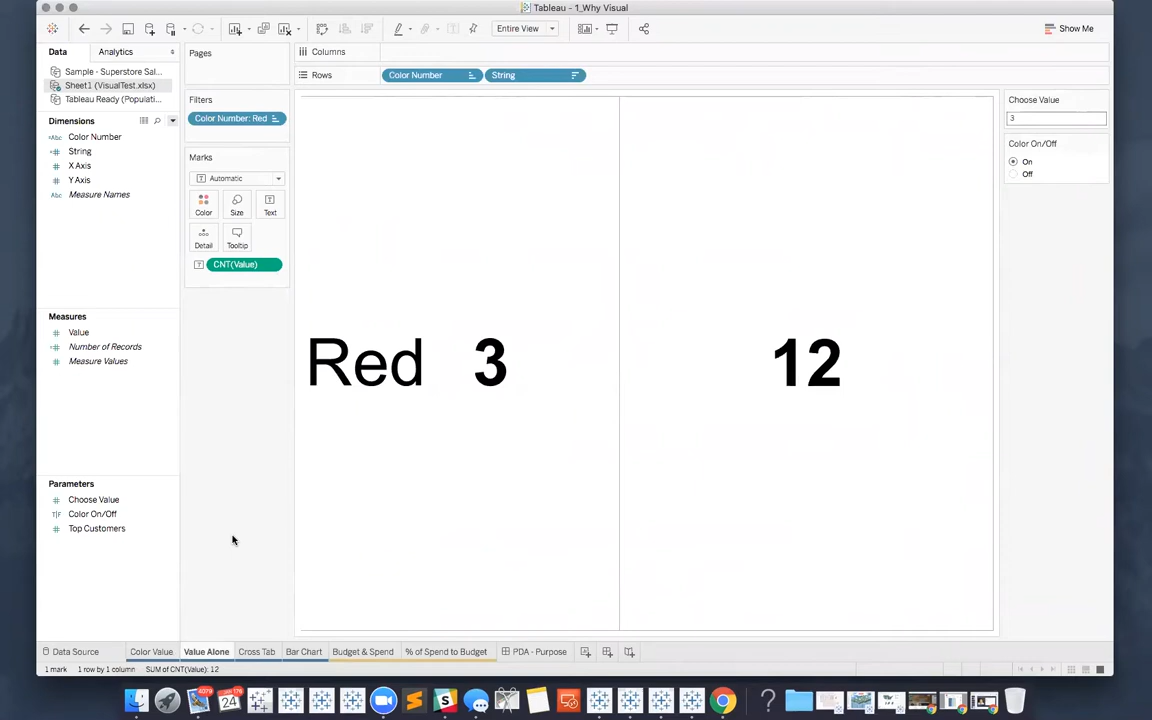 Tableau - 1_Why Visual
Entire View
Show Me
Data
Analytics
Sample - Superstore Sal...
Sheet1 (VisualTest.xlsx)
Tableau Ready (Populati...
Dimensions
Abc Color Number
String
X Axis
Y Axis
Abc Measure Names
Measures
Value
Number of Records
Measure Values
Parameters
Choose Value
T|F Color On/Off
Top Customers
Pages
Filters
Color Number: Red
Marks
T Automatic
Color
Size
Text
Detail
Tooltip
T CNT(Value)
Columns
Rows
Color Number
String
Red 3 12
Choose Value
3
Color On/Off
On
Off
Data Source
Color Value
Value Alone
Cross Tab
Bar Chart
Budget & Spend
% of Spend to Budget
PDA - Purpose
1 mark 1 row by 1 column SUM of CNT(Value): 12